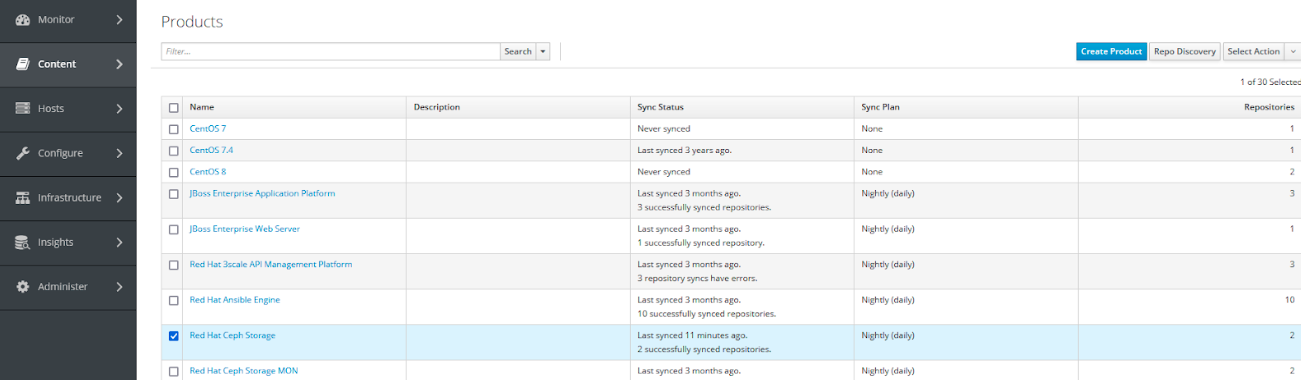 Monitor
Content
Hosts
Configure
Infrastructure
Insights
Administer
Products
Filter... Search
Create Product Repo Discovery Select Action
1 of 30 Selected
Name Description Sync Status Sync Plan Repositories
CentOS 7 Never synced None 1
CentOS 7.4 Last synced 3 years ago. None 1
CentOS 8 Never synced None 2
JBoss Enterprise Application Platform Last synced 3 months ago. Nightly (daily) 3
3 successfully synced repositories.
JBoss Enterprise Web Server Last synced 3 months ago. Nightly (daily) 1
1 successfully synced repository.
Red Hat 3scale API Management Platform Last synced 3 months ago. Nightly (daily) 3
3 repository syncs have errors.
Red Hat Ansible Engine Last synced 3 months ago. Nightly (daily) 10
10 successfully synced repositories.
Red Hat Ceph Storage Last synced 11 minutes ago. Nightly (daily) 2
2 successfully synced repositories.
Red Hat Ceph Storage MON Last synced 3 months ago. Nightly (daily) 2